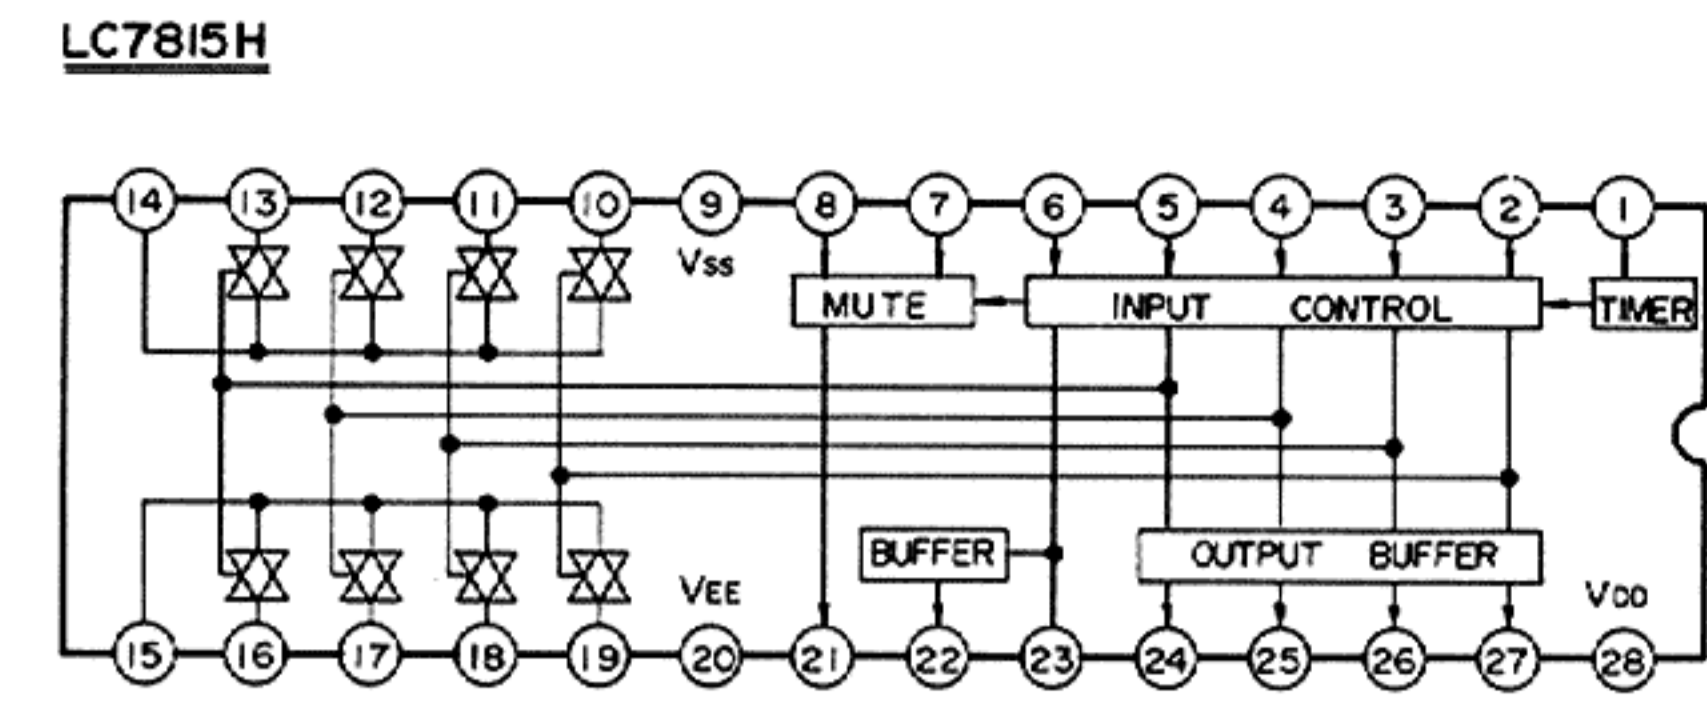 LC7815H
14 13 12 11 10 9 8 7 6 5 4 3 2 1
VSS
MUTE INPUT CONTROL TIMER
BUFFER OUTPUT BUFFER
VEE VDD
15 16 17 18 19 20 21 22 23 24 25 26 27 28